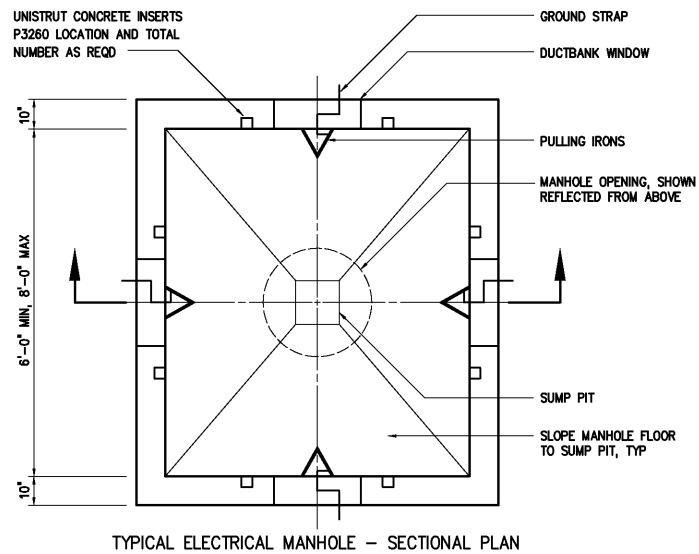 UNISTRUT CONCRETE INSERTS
P3260 LOCATION AND TOTAL
NUMBER AS REQD
GROUND STRAP
DUCTBANK WINDOW
10"
PULLING IRONS
MANHOLE OPENING, SHOWN
REFLECTED FROM ABOVE
6'-0" MIN, 8'-0" MAX
SUMP PIT
SLOPE MANHOLE FLOOR
TO SUMP PIT, TYP
10"
TYPICAL ELECTRICAL MANHOLE – SECTIONAL PLAN